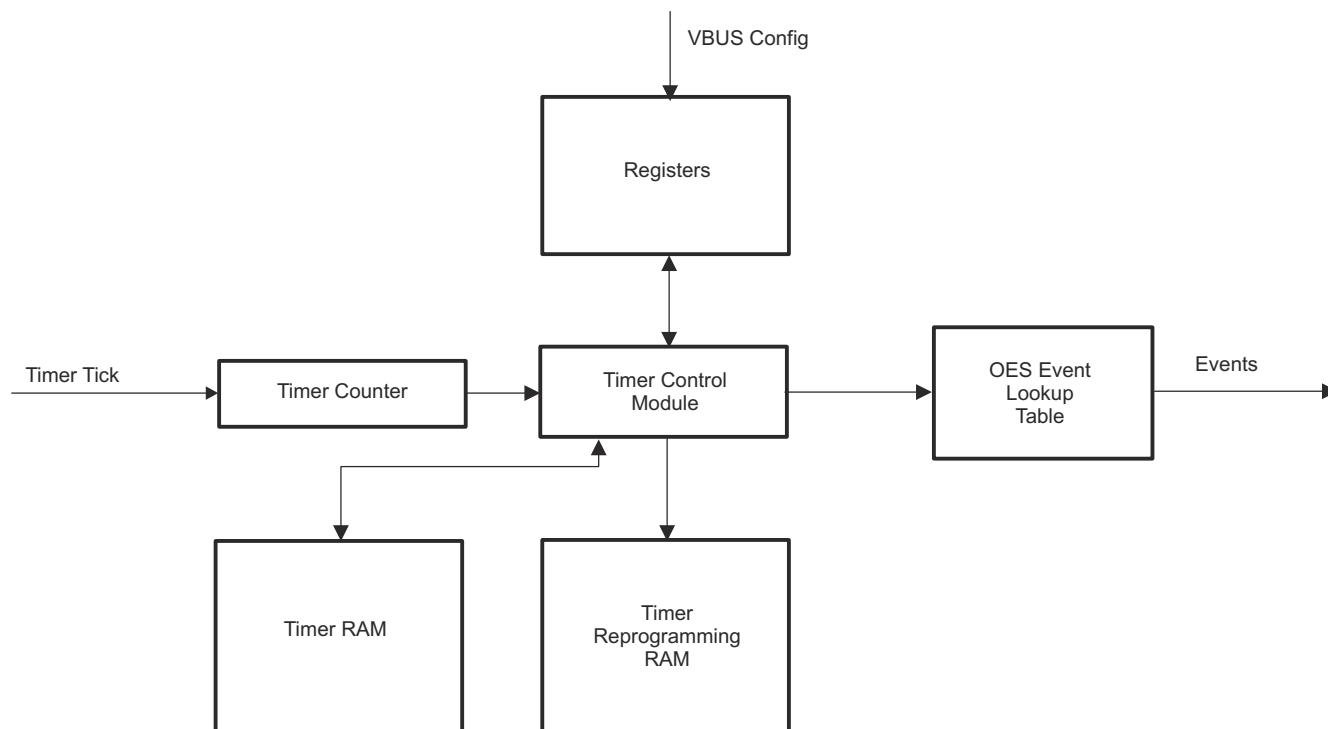 VBUS Config
Registers
Timer Tick
Timer Counter
Timer Control
Module
OES Event
Lookup
Table
Events
Timer RAM
Timer
Reprogramming
RAM